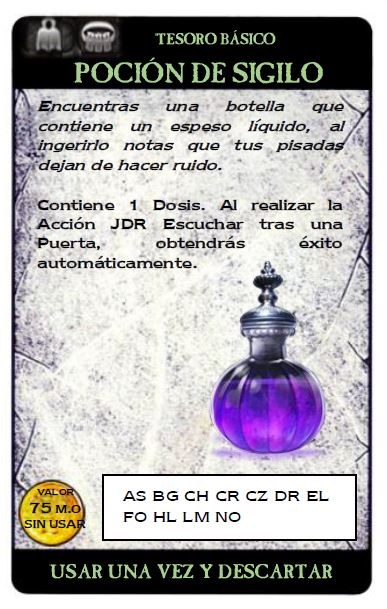 TESORO BÁSICO
POCIÓN DE SIGILO
Encuentras una botella que
contiene un espeso líquido, al
ingerirlo notas que tus pisadas
dejan de hacer ruido.
Contiene 1 Dosis. Al realizar la
Acción JDR Escuchar tras una
Puerta, obtendrás éxito
automáticamente.
VALOR
75 M.O
SIN USAR
AS BG CH CR CZ DR EL
FO HL LM NO
USAR UNA VEZ Y DESCARTAR